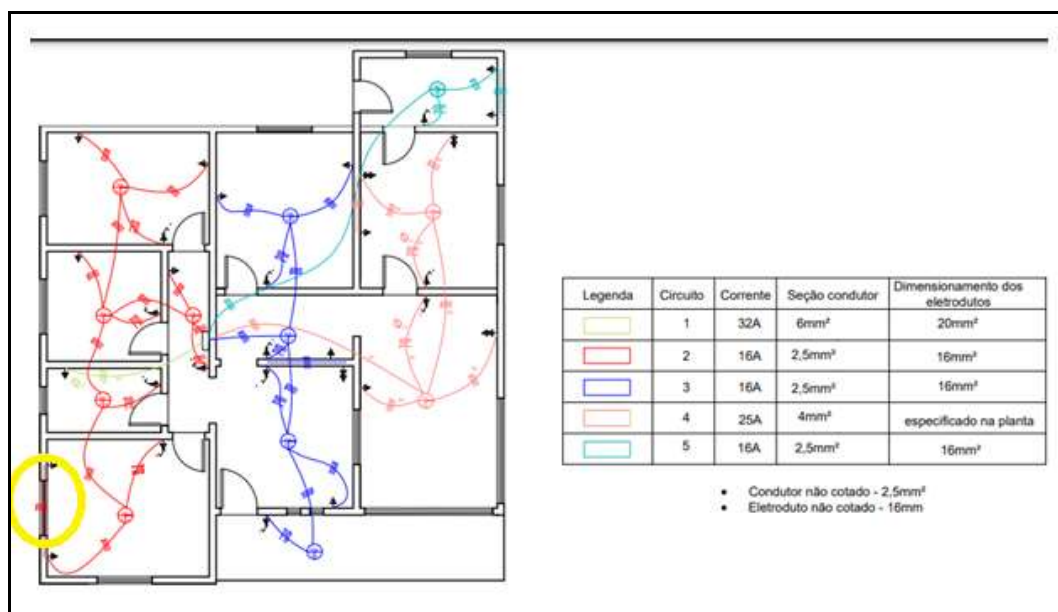 Legenda Circuito Corrente Seção condutor Dimensionamento dos eletrodutos
1 32A 6mm² 20mm²
2 16A 2,5mm² 16mm²
3 16A 2,5mm² 16mm²
4 25A 4mm² especificado na planta
5 16A 2,5mm² 16mm²
• Condutor não cotado - 2,5mm²
• Eletroduto não cotado - 16mm